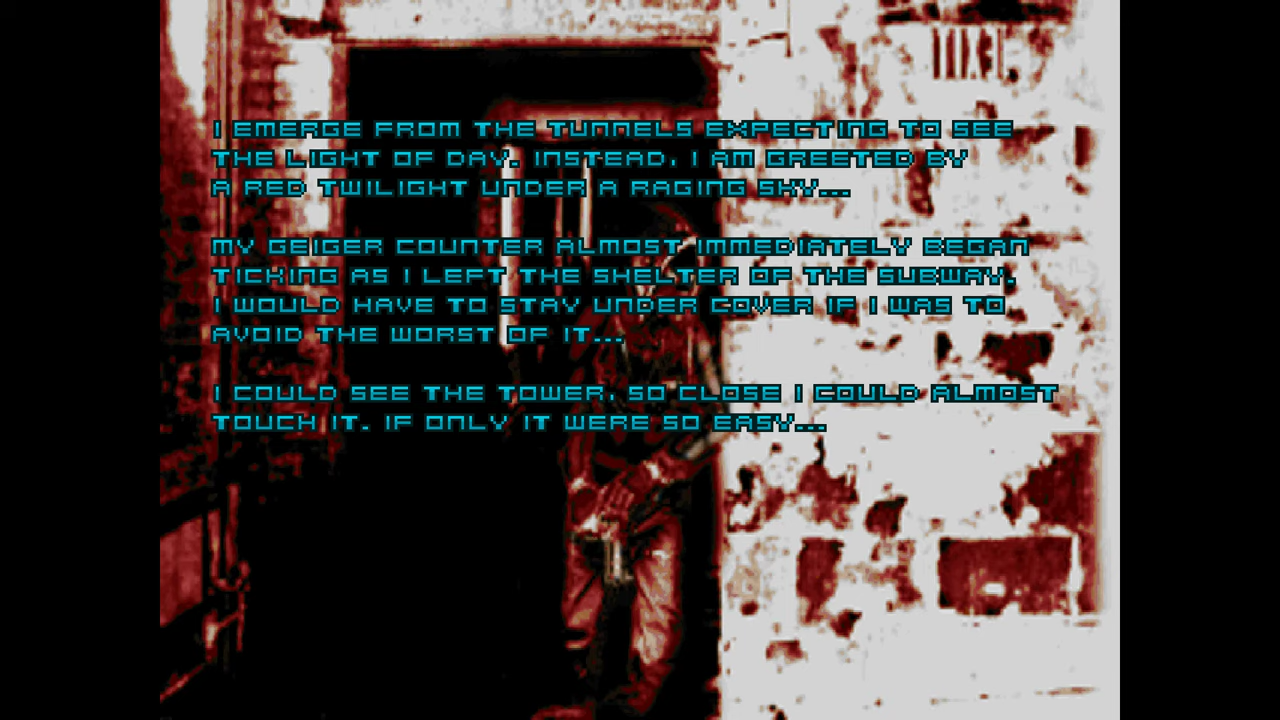 I EMERGE FROM THE TUNNELS EXPECTING TO SEE
THE LIGHT OF DAY. INSTEAD, I AM GREETED BY
A RED TWILIGHT UNDER A RAGING SKY...
MY GEIGER COUNTER ALMOST IMMEDIATELY BEGAN
TICKING AS I LEFT THE SHELTER OF THE SUBWAY.
I WOULD HAVE TO STAY UNDER COVER IF I WAS TO
AVOID THE WORST OF IT...
I COULD SEE THE TOWER, SO CLOSE I COULD ALMOST
TOUCH IT. IF ONLY IT WERE SO EASY...